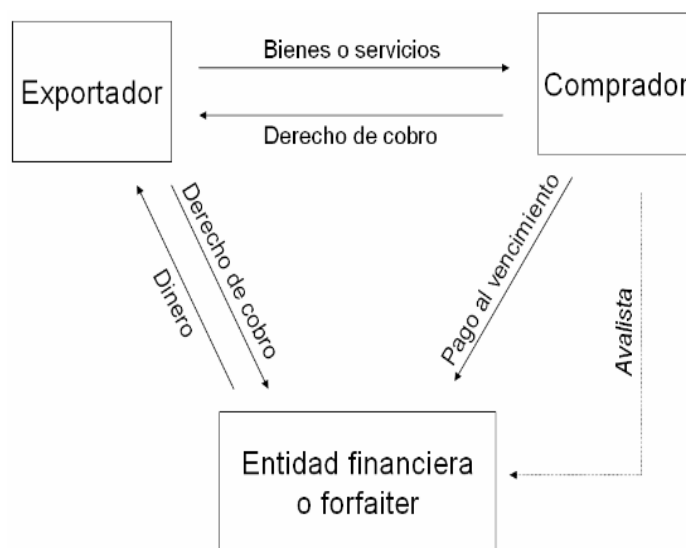 Bienes o servicios
Exportador
Comprador
Derecho de cobro
Derecho de cobro
Dinero
Pago al vencimiento
Avalista
Entidad financiera
o forfaiter